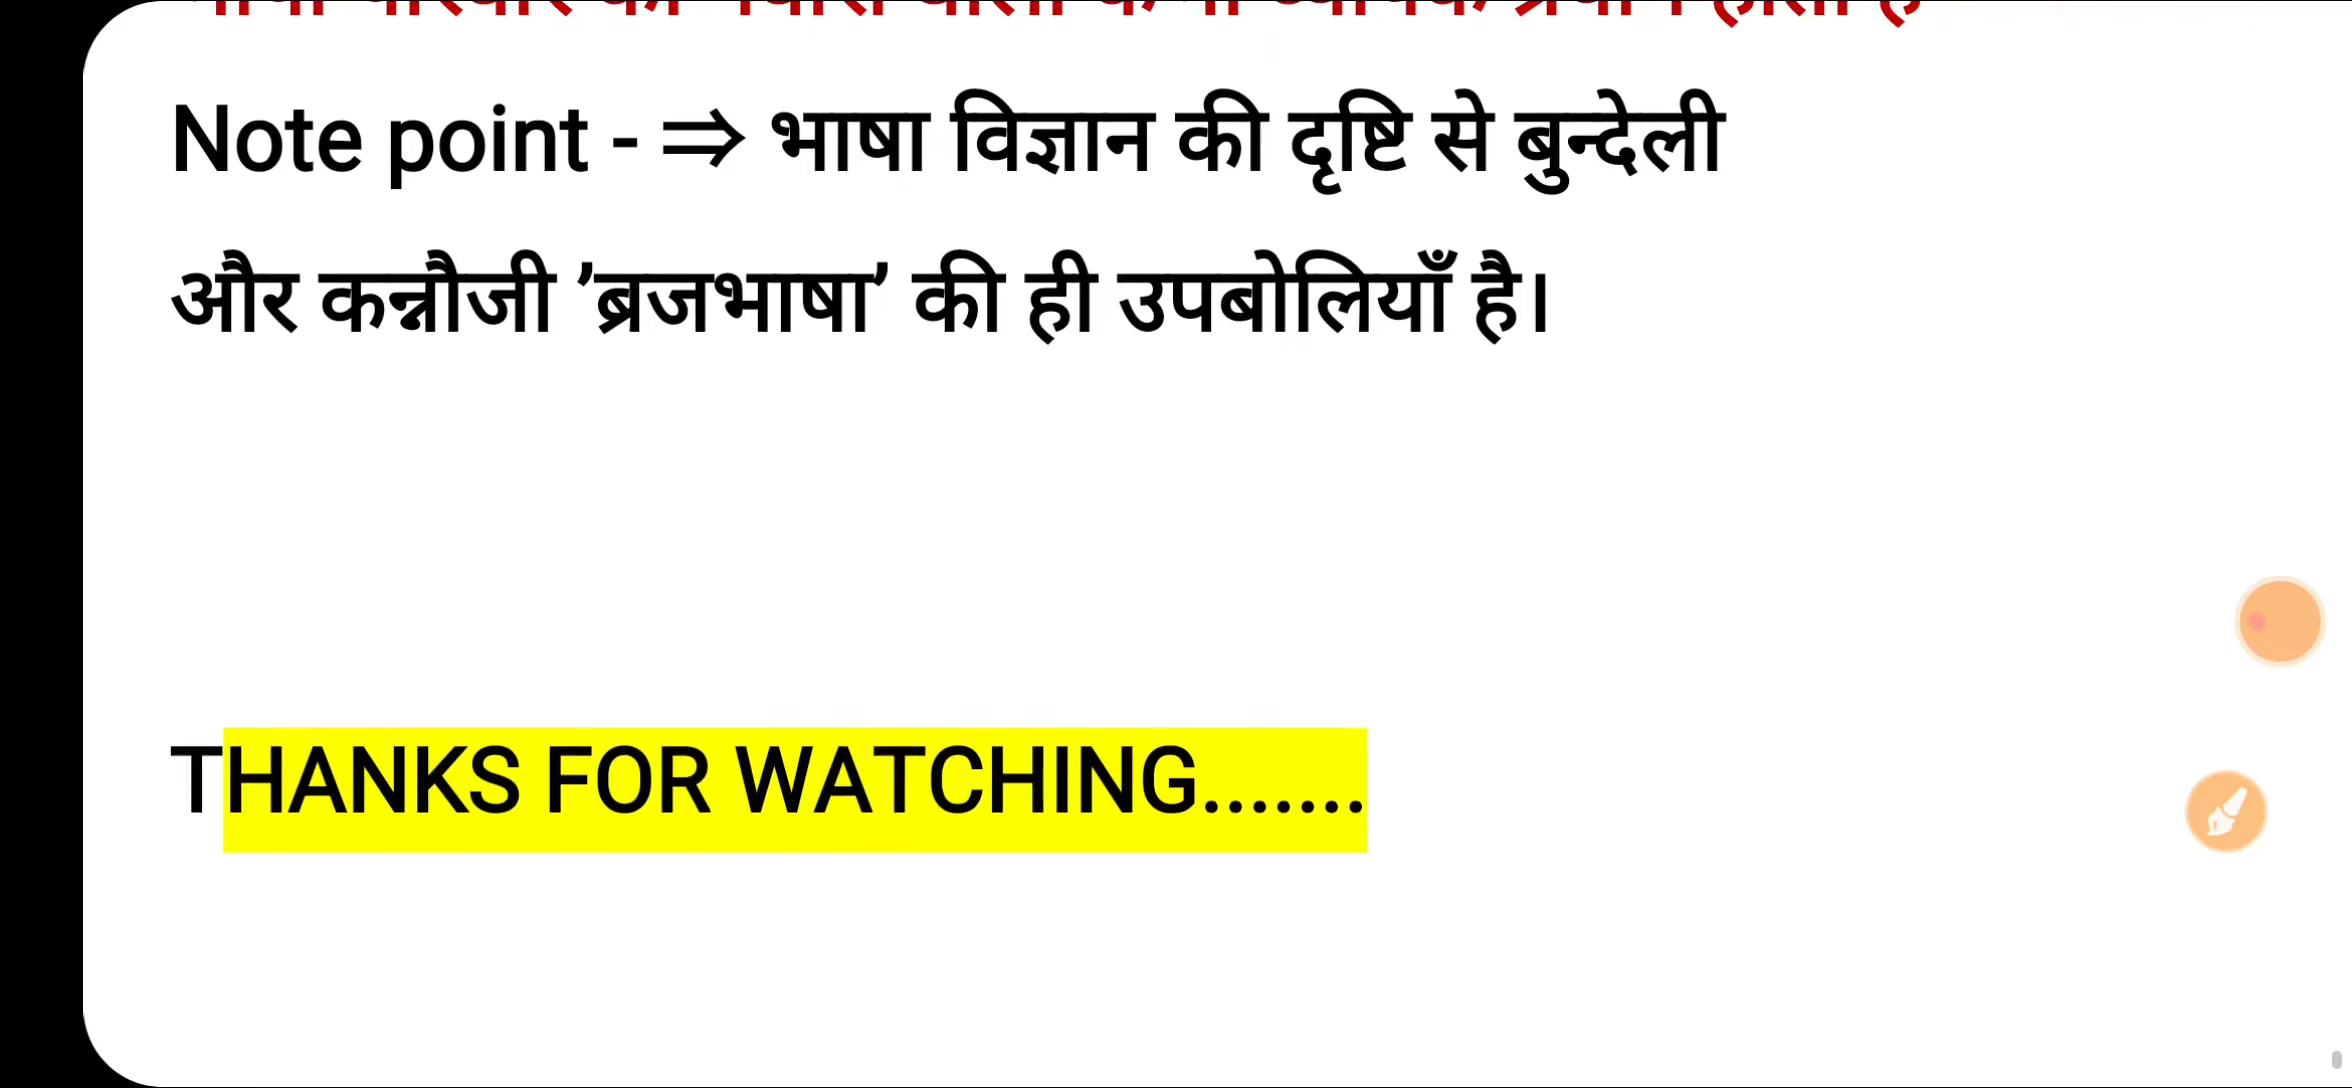 Note point - ⇒ भाषा विज्ञान की दृष्टि से बुन्देली
और कन्नौजी ’ब्रजभाषा’ की ही उपबोलियाँ है।
THANKS FOR WATCHING.......